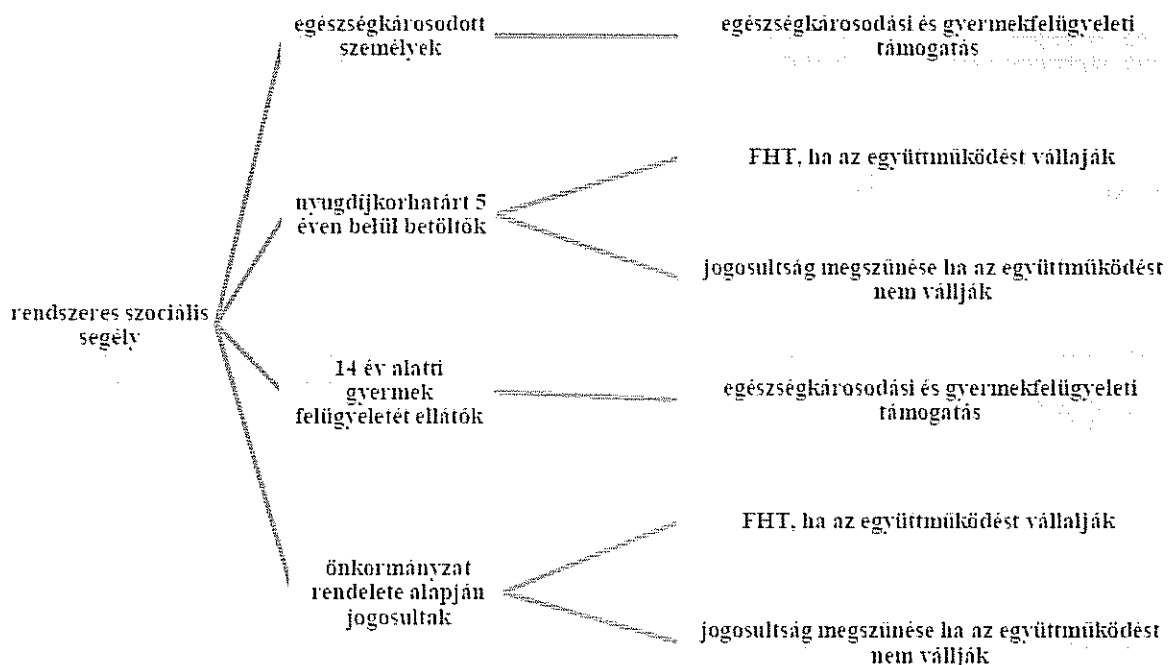 egészségkárosodott
személyek
egészségkárosodási és gyermekfelügyeleti
támogatás
nyugdíjkorhatárt 5
éven belül betöltők
FHT, ha az együttműködést vállaják
jogosultság megszűnése ha az együttműködést
nem vállják
rendszeres szociális
segély
14 év alatti
gyermek
felügyeletét ellátók
egészségkárosodási és gyermekfelügyeleti
támogatás
önkormányzat
rendelete alapján
jogosultak
FHT, ha az együttműködést vállalják
jogosultság megszűnése ha az együttműködést
nem vállják